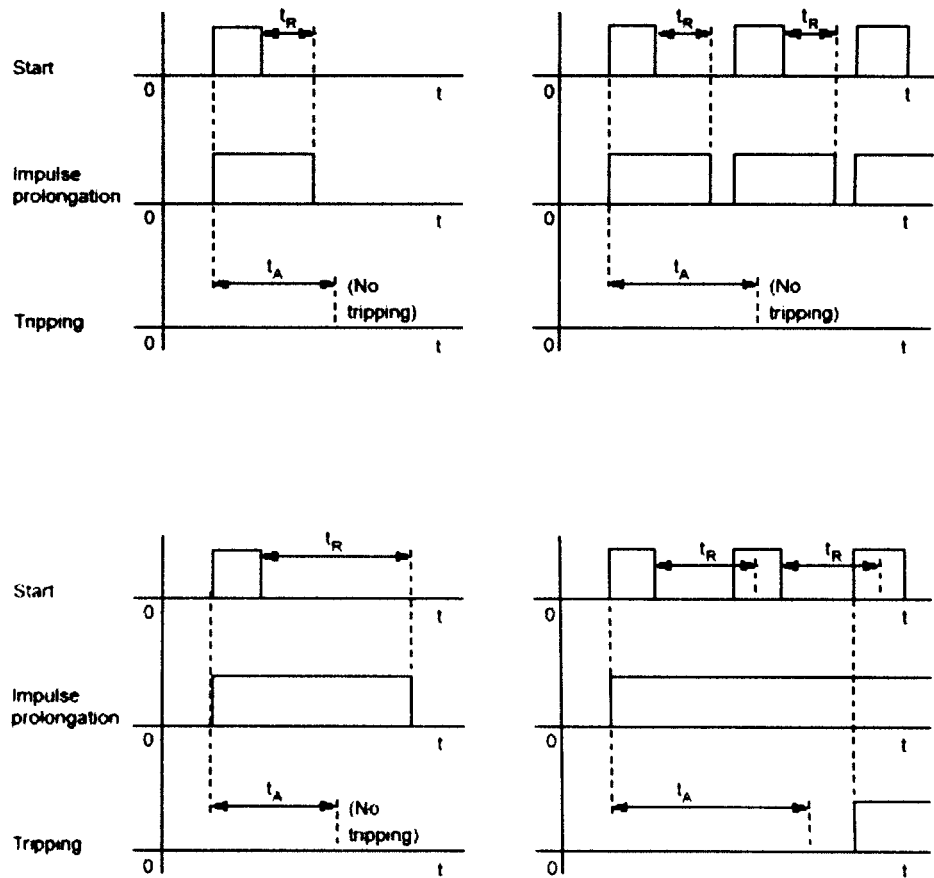 t_R
t_R t_R
Start
0 t 0 t
Impulse
prolongation
0 t 0 t
t_A (No
tripping)
t_A (No
tripping)
Tripping
0 t 0 t
t_R
t_R t_R
Start
0 t 0 t
Impulse
prolongation
0 t 0 t
t_A (No
tripping)
t_A
Tripping
0 t 0 t